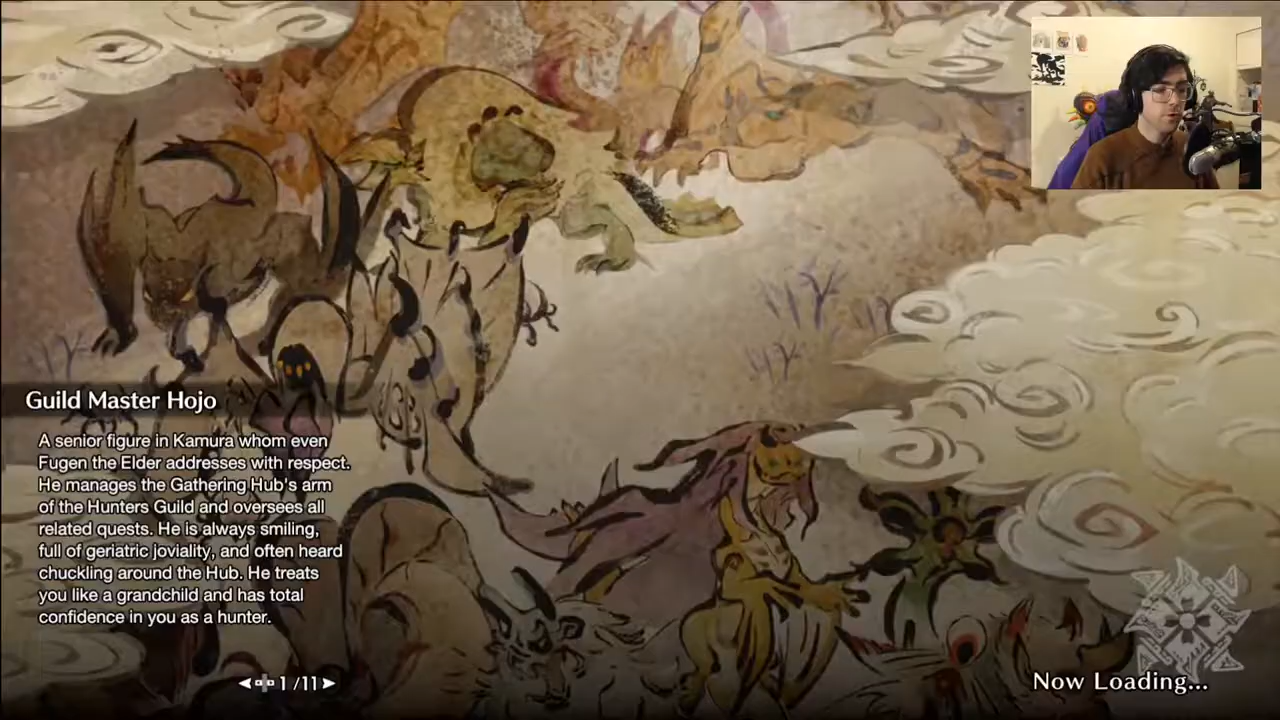 Guild Master Hojo
A senior figure in Kamura whom even
Fugen the Elder addresses with respect.
He manages the Gathering Hub's arm
of the Hunters Guild and oversees all
related quests. He is always smiling,
full of geriatric joviality, and often heard
chuckling around the Hub. He treats
you like a grandchild and has total
confidence in you as a hunter.
1 /11
Now Loading...